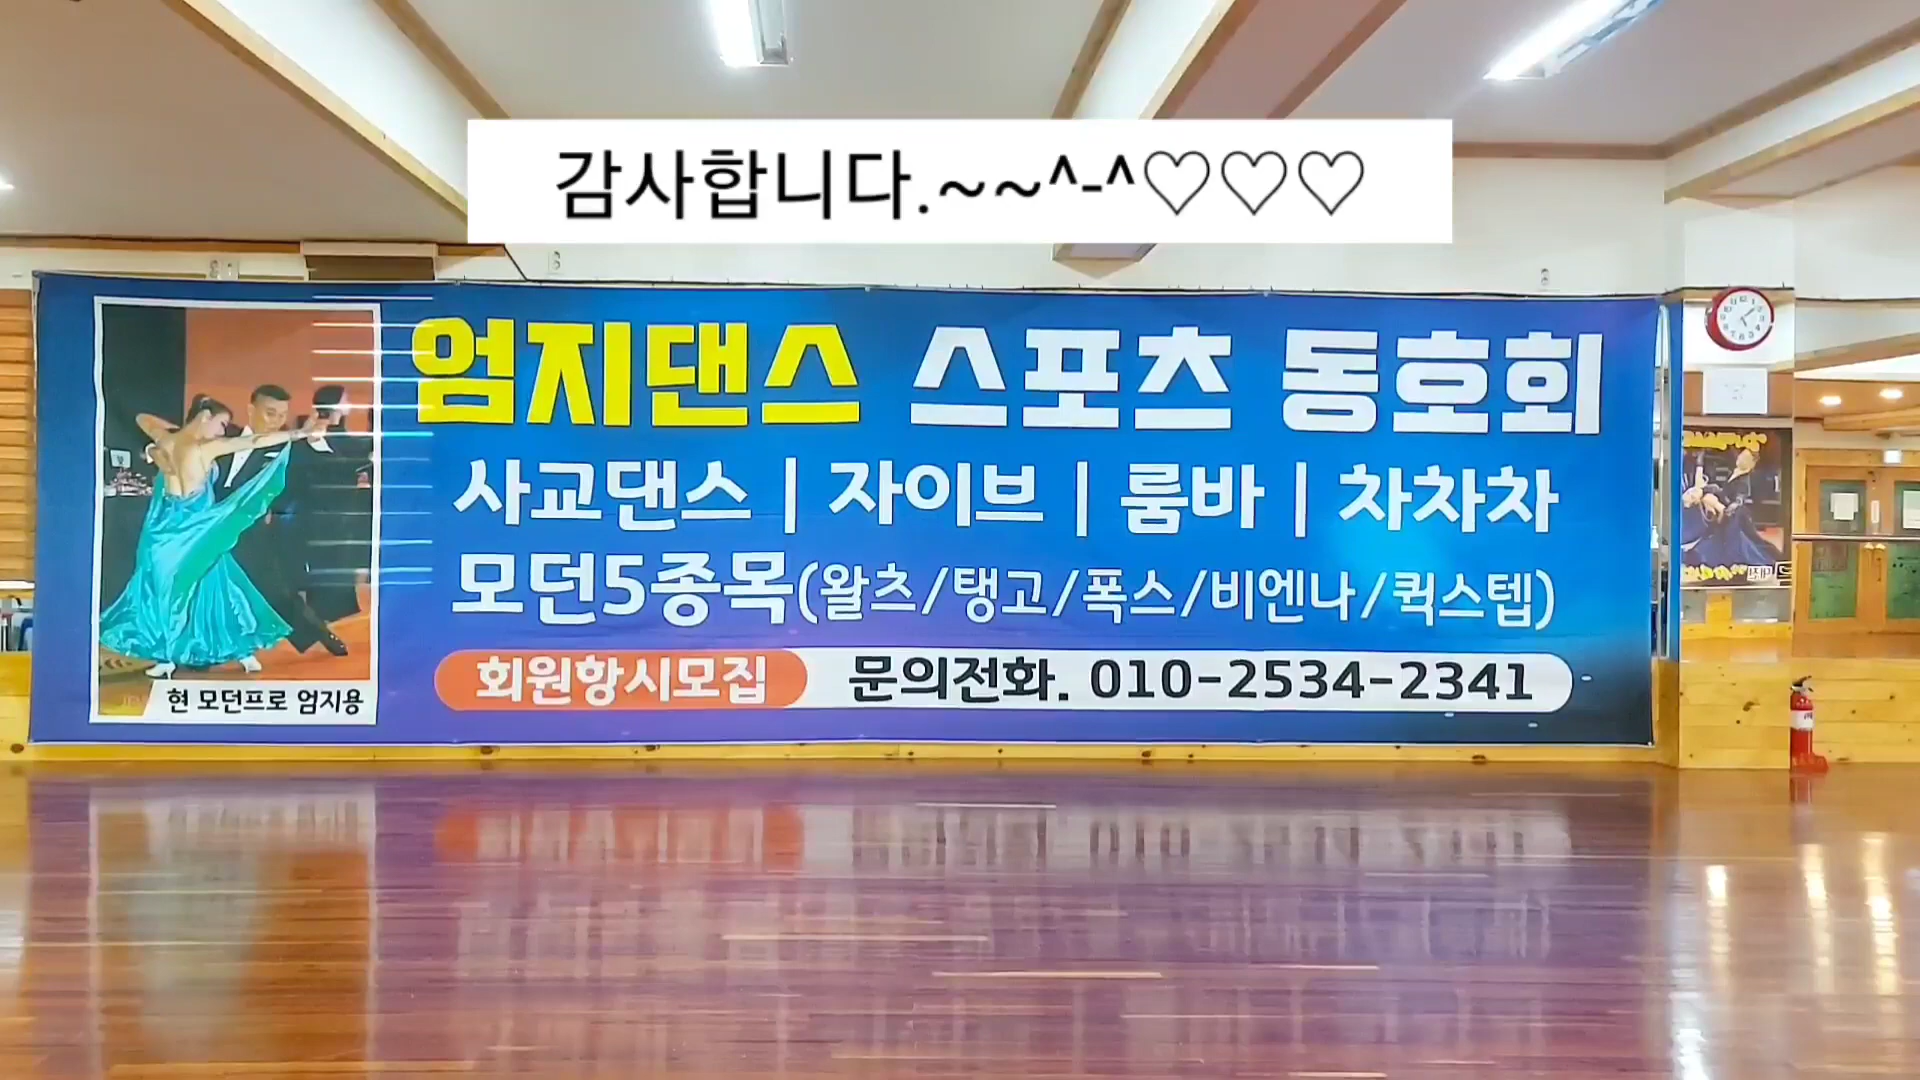 감사합니다.~~^-^♡♡♡
엄지댄스 스포츠 동호회
사교댄스 | 자이브 | 룸바 | 차차차
모던5종목(왈츠/탱고/폭스/비엔나/퀵스텝)
회원항시모집 문의전화. 010-2534-2341
현 모던프로 엄지용